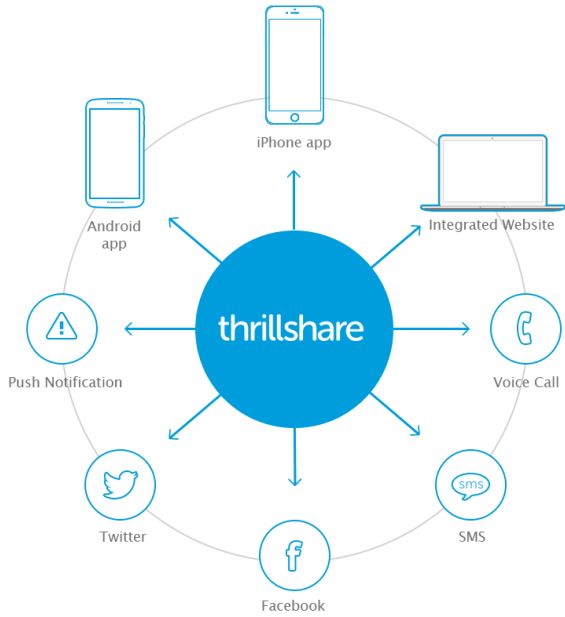 iPhone app
Android
app
Integrated Website
thrillshare
Push Notification
Voice Call
Twitter
sms
SMS
f
Facebook